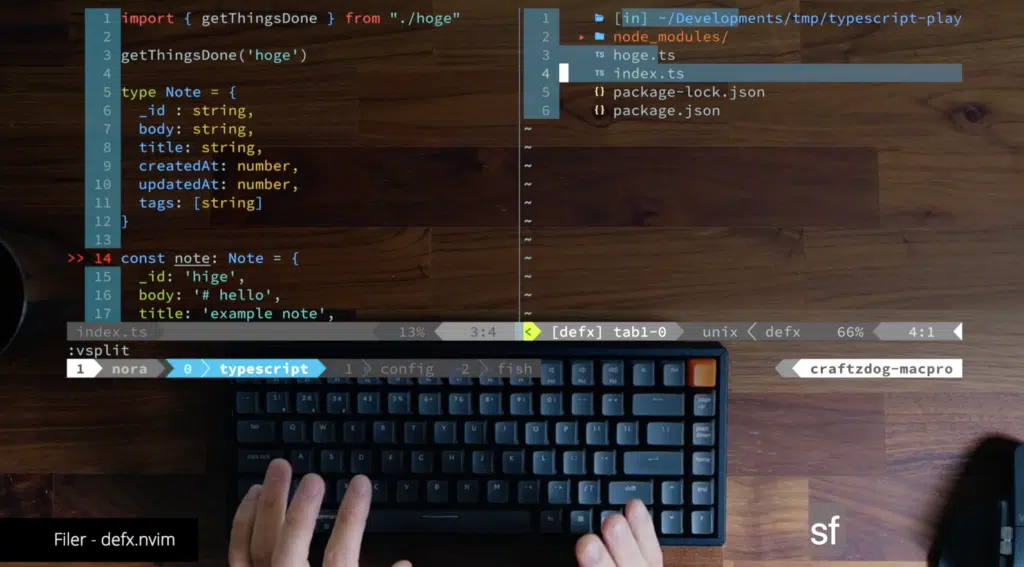 1 import { getThingsDone } from "./hoge"
2
3 getThingsDone('hoge')
4
5 type Note = {
6 _id : string,
7 body: string,
8 title: string,
9 createdAt: number,
10 updatedAt: number,
11 tags: [string]
12 }
13
>> 14 const note: Note = {
15 _id: 'hige',
16 body: '# hello',
17 title: 'example note',
index.ts 13% 3:4
1 [in] ~/Developments/tmp/typescript-play
2 ▸ node_modules/
3 TS hoge.ts
4 TS index.ts
5 {} package-lock.json
6 {} package.json
~
~
~
~
~
~
~
~
~
~
~
< [defx] tab1-0 unix < defx 66% 4:1
:vsplit
1 nora 0 typescript 1 config -2 fish craftzdog-macpro
Q W E R T Y U I O P
A S D F G H J K L
X C V B N M
shift
Filer - defx.nvim
sf